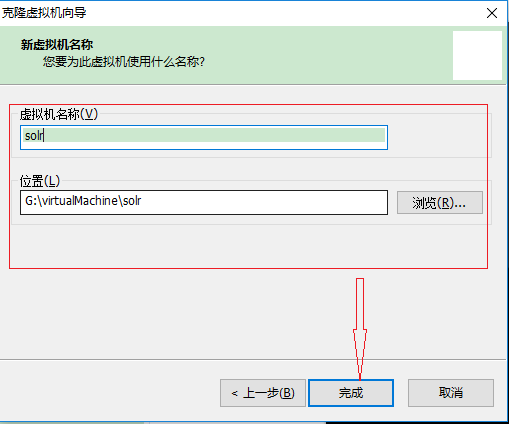 克隆虚拟机向导
新虚拟机名称
您要为此虚拟机使用什么名称?
虚拟机名称(V)
solr
位置(L)
G:\virtualMachine\solr
浏览(R)...
< 上一步(B)
完成
取消